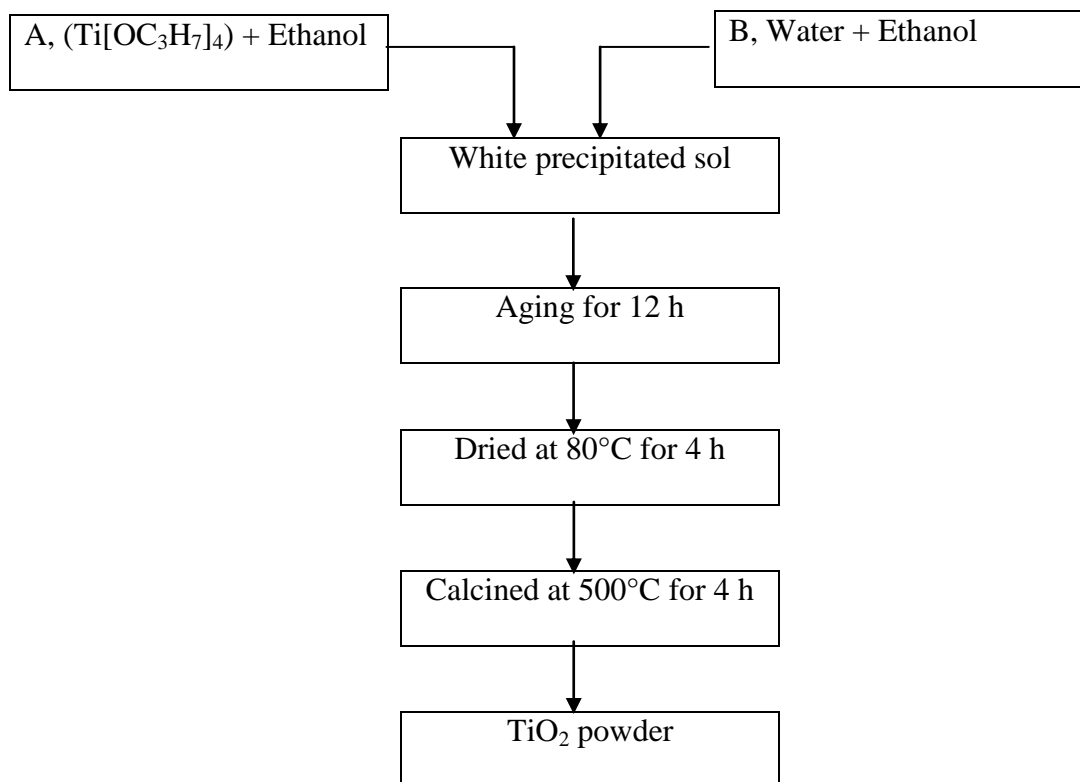 A, (Ti[OC₃H₇]₄) + Ethanol
B, Water + Ethanol
White precipitated sol
Aging for 12 h
Dried at 80°C for 4 h
Calcined at 500°C for 4 h
TiO₂ powder